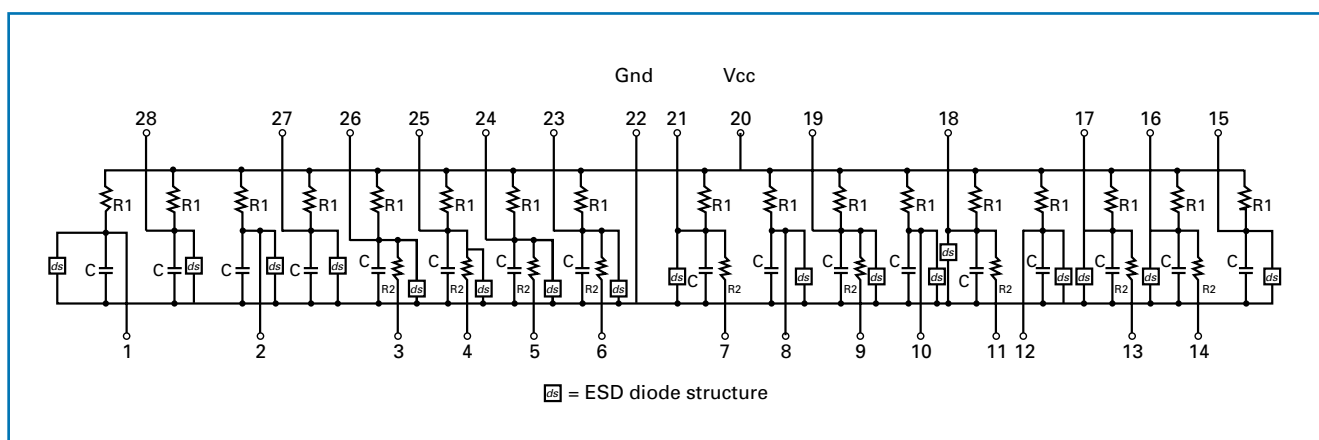 Gnd Vcc
28 27 26 25 24 23 22 21 20 19 18 17 16 15
R1 R1 R1 R1 R1 R1 R1 R1 R1 R1 R1 R1 R1 R1 R1 R1 R1
ds C C ds C ds C ds C R2 ds C R2 ds C R2 ds C R2 ds ds C R2 C ds C R2 ds C ds ds C R2 C ds ds C R2 ds C R2 C ds
1 2 3 4 5 6 7 8 9 10 11 12 13 14
ds = ESD diode structure